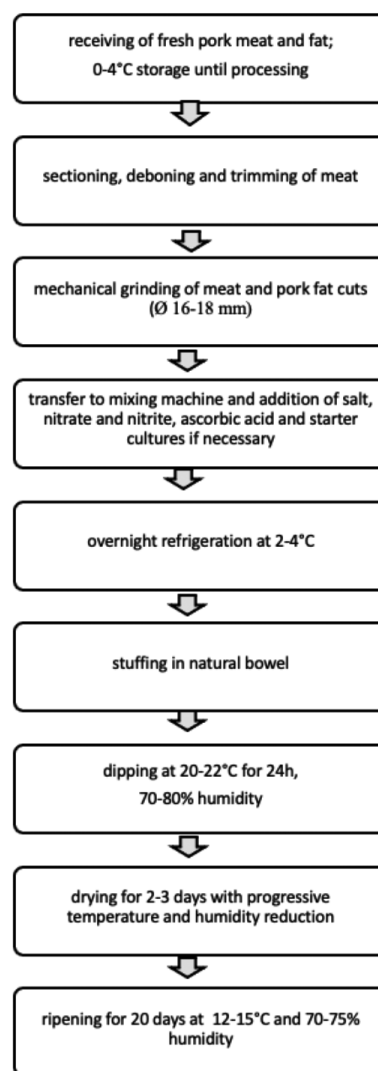 receiving of fresh pork meat and fat;
0-4°C storage until processing
sectioning, deboning and trimming of meat
mechanical grinding of meat and pork fat cuts
(Ø 16-18 mm)
transfer to mixing machine and addition of salt,
nitrate and nitrite, ascorbic acid and starter
cultures if necessary
overnight refrigeration at 2-4°C
stuffing in natural bowel
dipping at 20-22°C for 24h,
70-80% humidity
drying for 2-3 days with progressive
temperature and humidity reduction
ripening for 20 days at 12-15°C and 70-75%
humidity